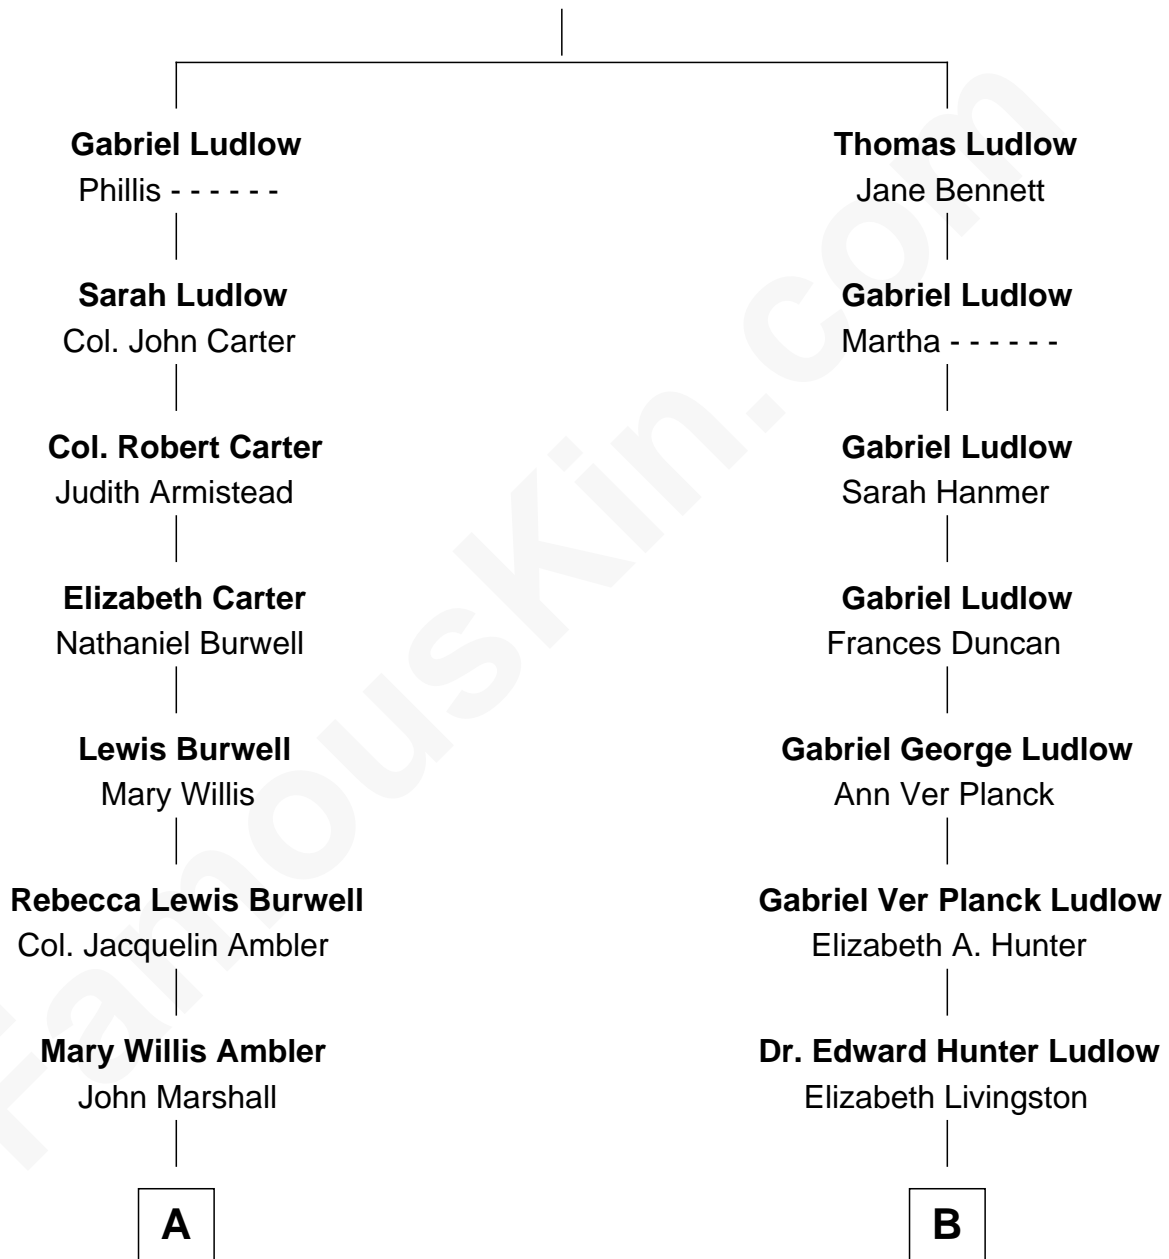 Gabriel Ludlow
Phillis - - - - - -
Sarah Ludlow
Col. John Carter
Col. Robert Carter
Judith Armistead
Elizabeth Carter
Nathaniel Burwell
Lewis Burwell
Mary Willis
Rebecca Lewis Burwell
Col. Jacquelin Ambler
Mary Willis Ambler
John Marshall
A
Thomas Ludlow
Jane Bennett
Gabriel Ludlow
Martha - - - - - -
Gabriel Ludlow
Sarah Hanmer
Gabriel Ludlow
Frances Duncan
Gabriel George Ludlow
Ann Ver Planck
Gabriel Ver Planck Ludlow
Elizabeth A. Hunter
Dr. Edward Hunter Ludlow
Elizabeth Livingston
B
FamousKin.com